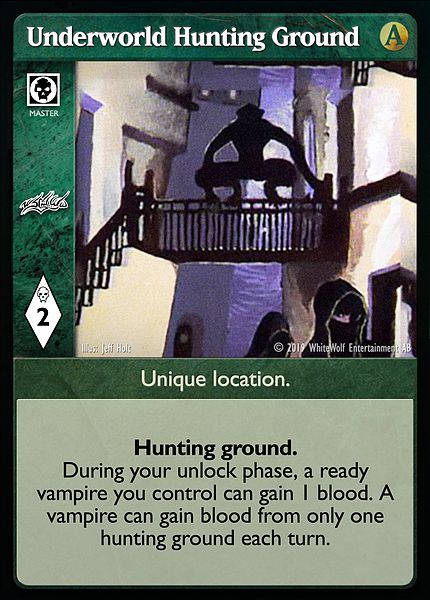 Underworld Hunting Ground A
MASTER
2
Illus: Jeff Holt
© 2019 WhiteWolf Entertainment AB
Unique location.
Hunting ground.
During your unlock phase, a ready
vampire you control can gain 1 blood. A
vampire can gain blood from only one
hunting ground each turn.